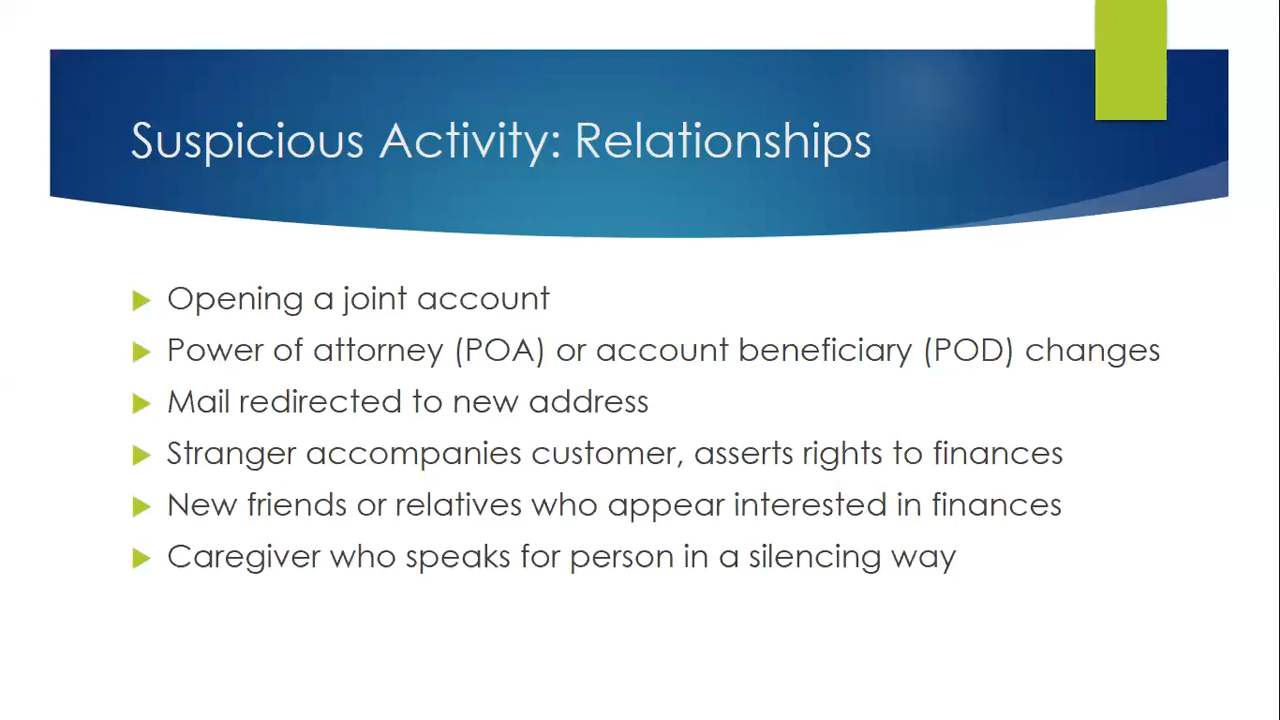 Suspicious Activity: Relationships
Opening a joint account
Power of attorney (POA) or account beneficiary (POD) changes
Mail redirected to new address
Stranger accompanies customer, asserts rights to finances
New friends or relatives who appear interested in finances
Caregiver who speaks for person in a silencing way